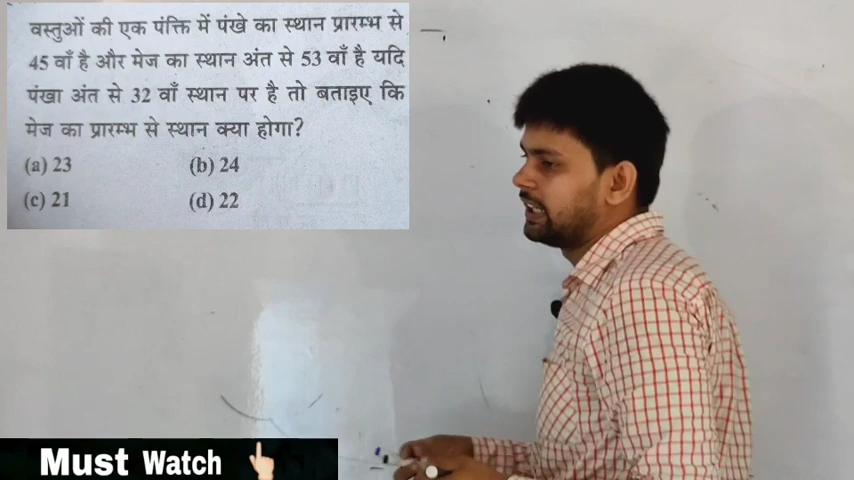 वस्तुओं की एक पंक्ति में पंखे का स्थान प्रारम्भ से
45 वाँ है और मेज का स्थान अंत से 53 वाँ है यदि
पंखा अंत से 32 वाँ स्थान पर है तो बताइए कि
मेज का प्रारम्भ से स्थान क्या होगा?
(a) 23 (b) 24
(c) 21 (d) 22
Must Watch